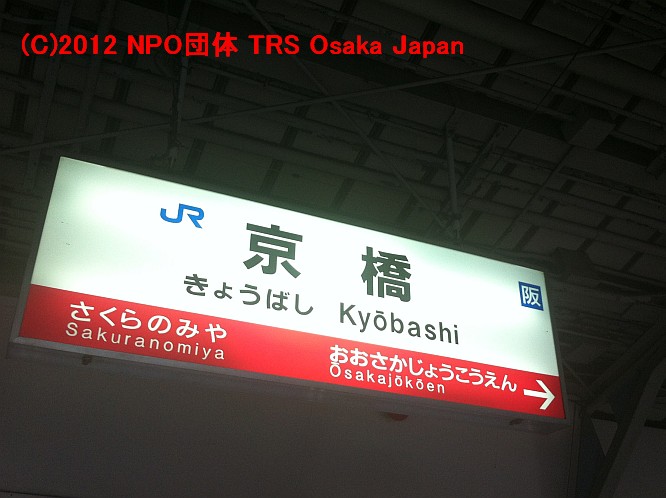 (C)2012 NPO団体 TRS Osaka Japan
JR
京橋
阪
きょうばし Kyōbashi
さくらのみや
Sakuranomiya
おおさかじょうこうえん
Ōsakajōkōen